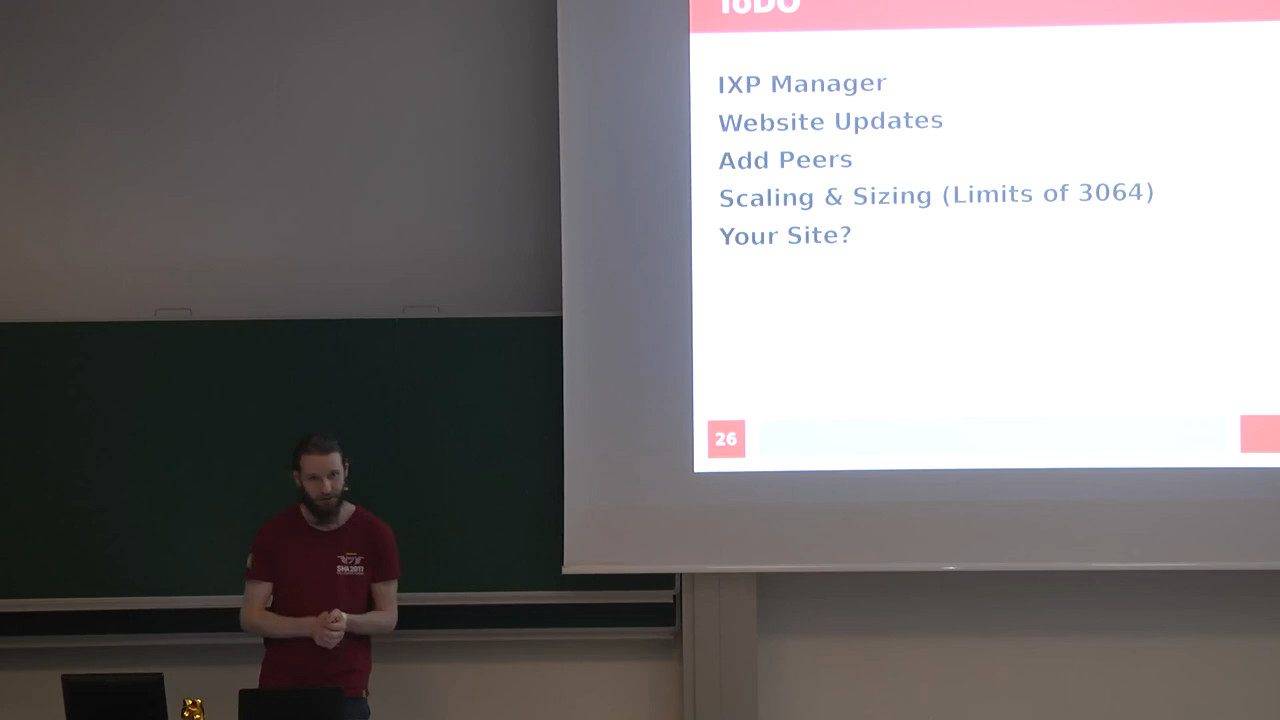 ToDo
IXP Manager
Website Updates
Add Peers
Scaling & Sizing (Limits of 3064)
Your Site?
26